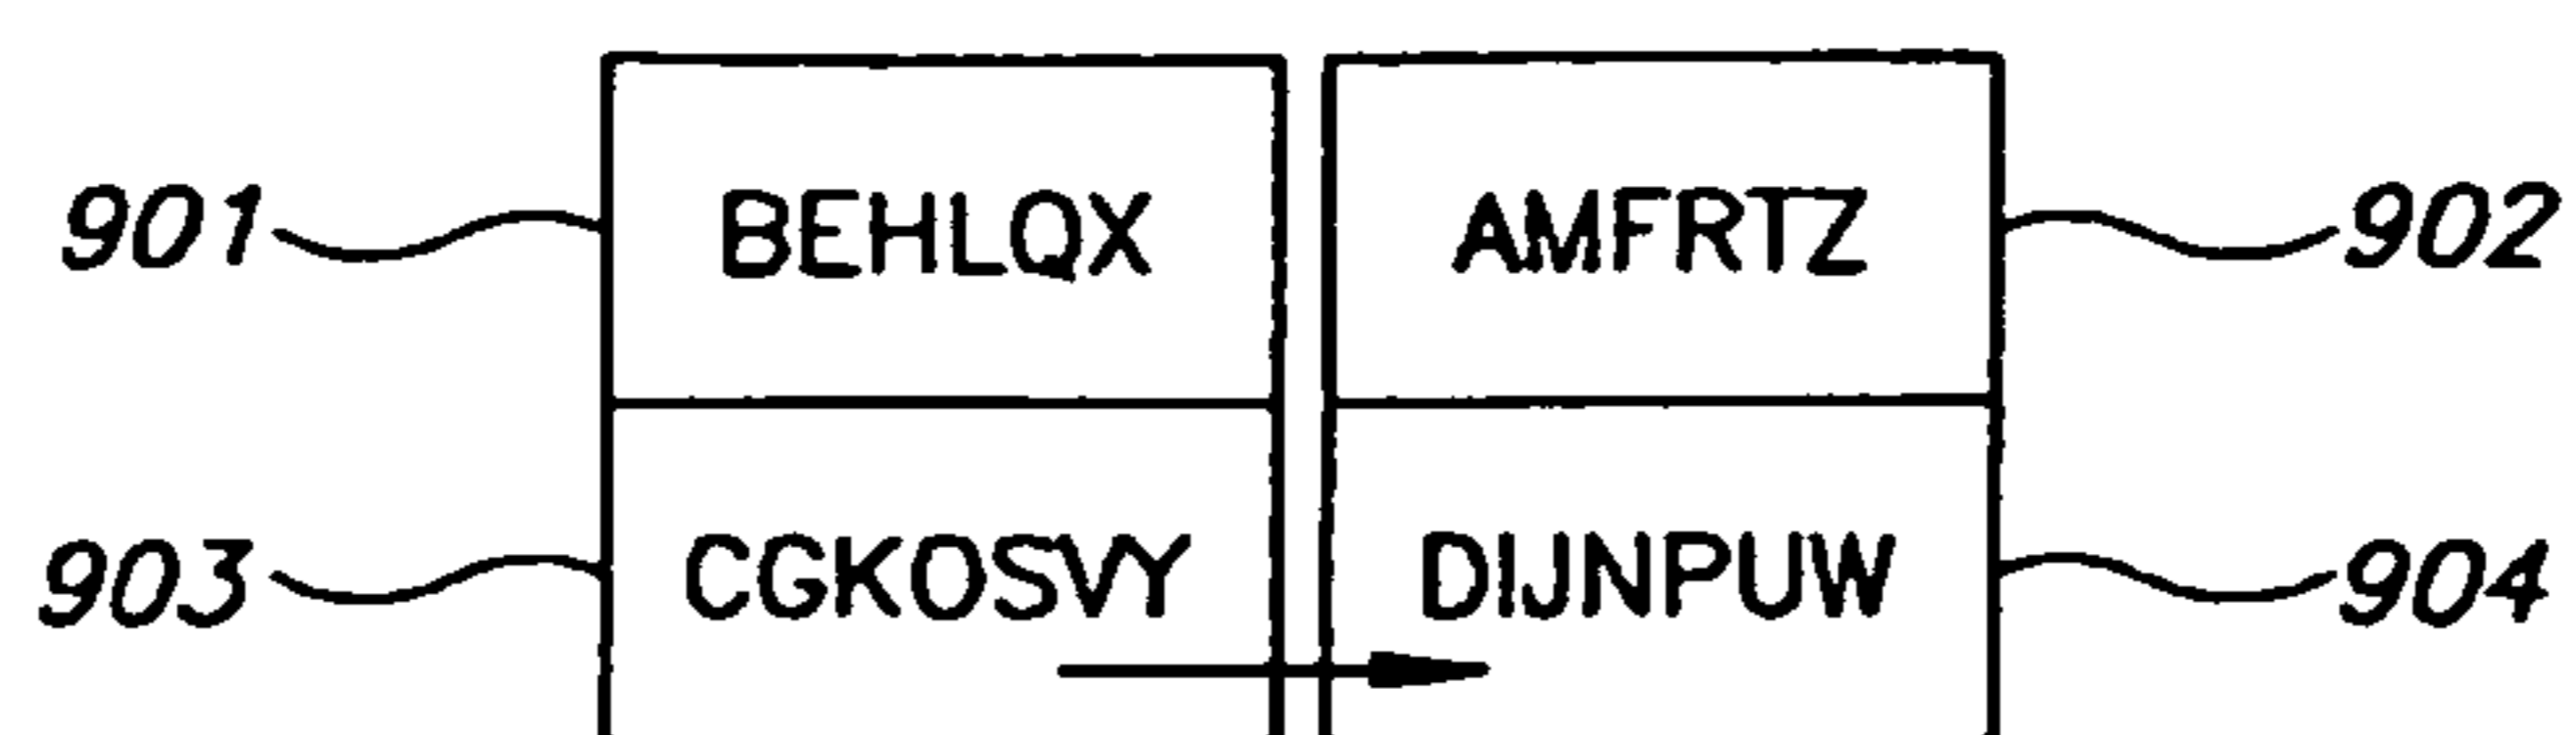 901 BEHLQX AMFRTZ 902
903 CGKOSVY DIJNPUW 904